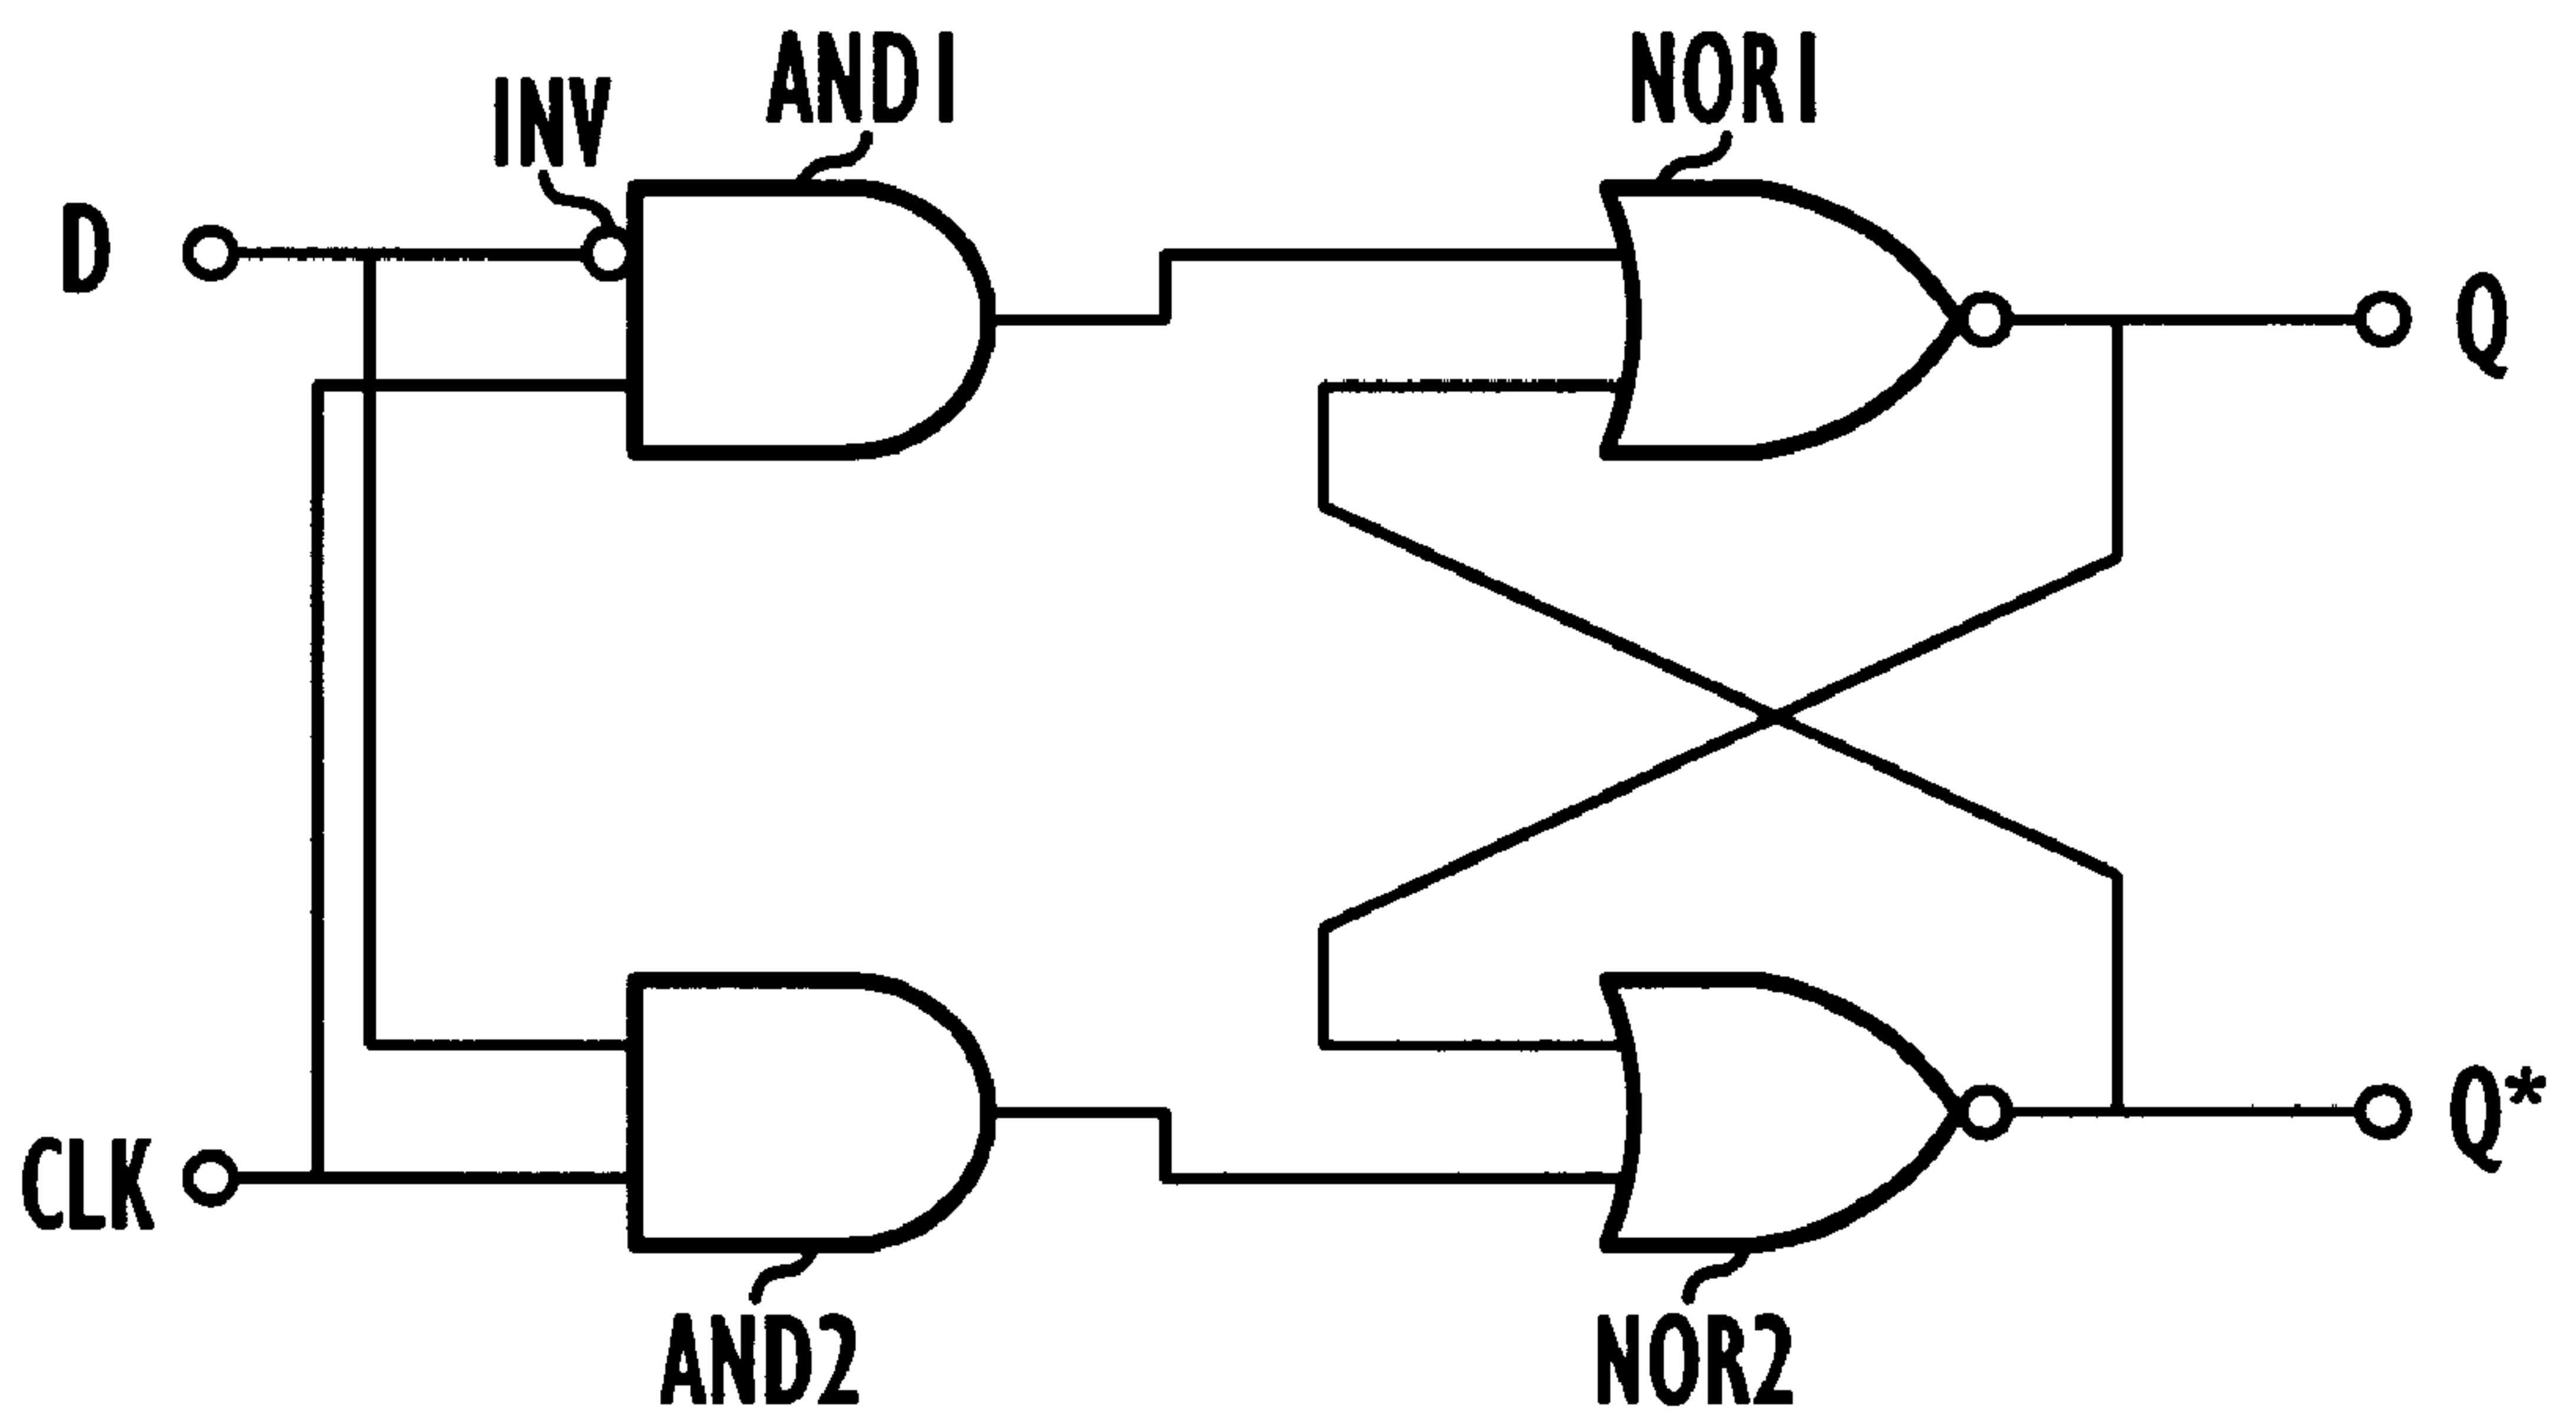 AND1
NOR1
INV
D
Q
CLK
Q*
AND2
NOR2